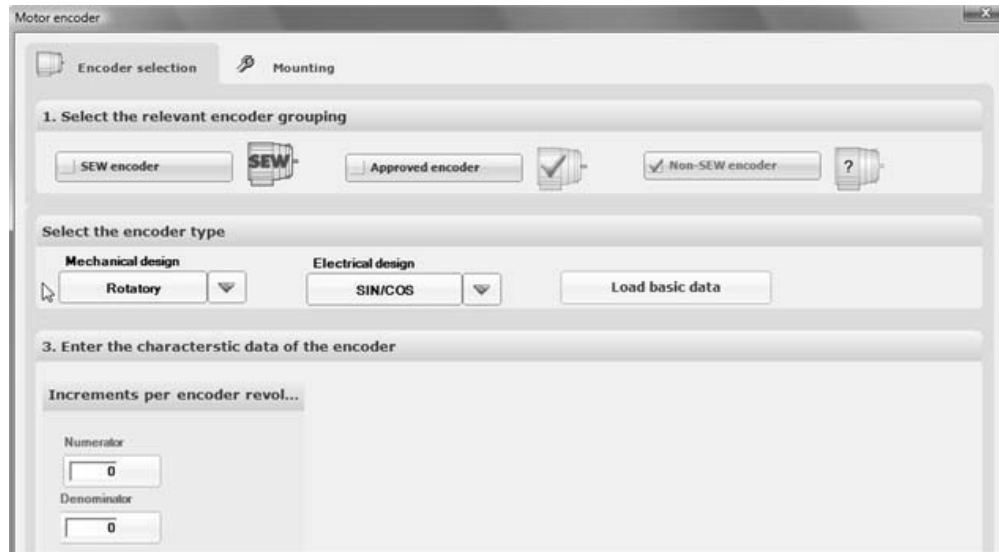 Motor encoder
Encoder selection
Mounting
1. Select the relevant encoder grouping
SEW encoder
SEW
Approved encoder
Non-SEW encoder
?
Select the encoder type
Mechanical design
Electrical design
Rotatory
SIN/COS
Load basic data
3. Enter the characterstic data of the encoder
Increments per encoder revol...
Numerator
0
Denominator
0